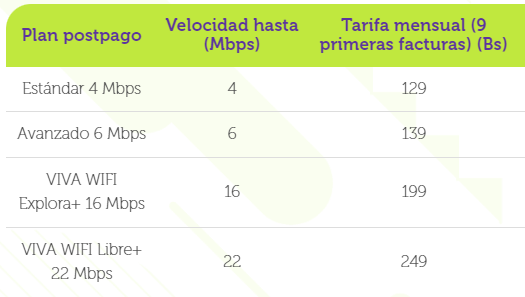 Plan postpago
Velocidad hasta
(Mbps)
Tarifa mensual (9
primeras facturas) (Bs)
Estándar 4 Mbps
4
129
Avanzado 6 Mbps
6
139
VIVA WIFI
Explora+ 16 Mbps
16
199
VIVA WIFI Libre+
22 Mbps
22
249